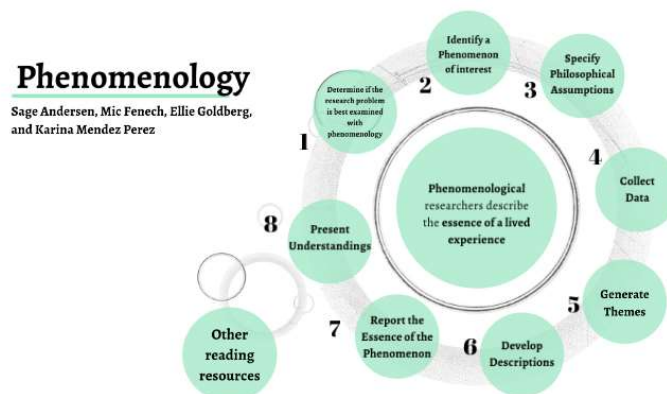 Phenomenology
Sage Andersen, Mic Fenech, Ellie Goldberg,
and Karina Mendez Perez
1
Determine if the
research problem
is best examined
with
phenomenology
2
Identify a
Phenomenon
of interest
3
Specify
Philosophical
Assumptions
4
Collect
Data
5
Generate
Themes
6
Develop
Descriptions
7
Report the
Essence of the
Phenomenon
8
Present
Understandings
Phenomenological
researchers describe
the essence of a lived
experience
Other
reading
resources